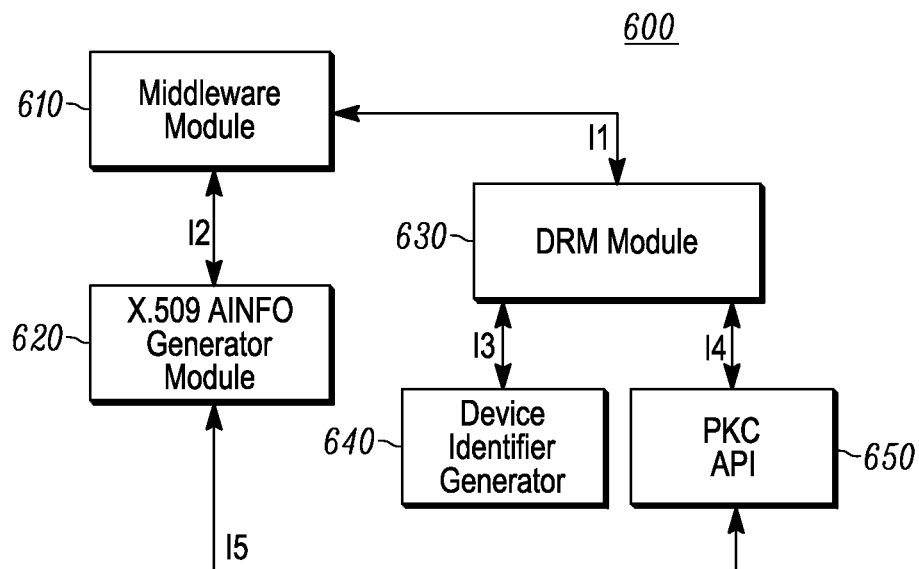 600
610
Middleware
Module
I1
I2
630
DRM Module
620
X.509 AINFO
Generator
Module
I3
I4
640
Device
Identifier
Generator
PKC
API
650
I5